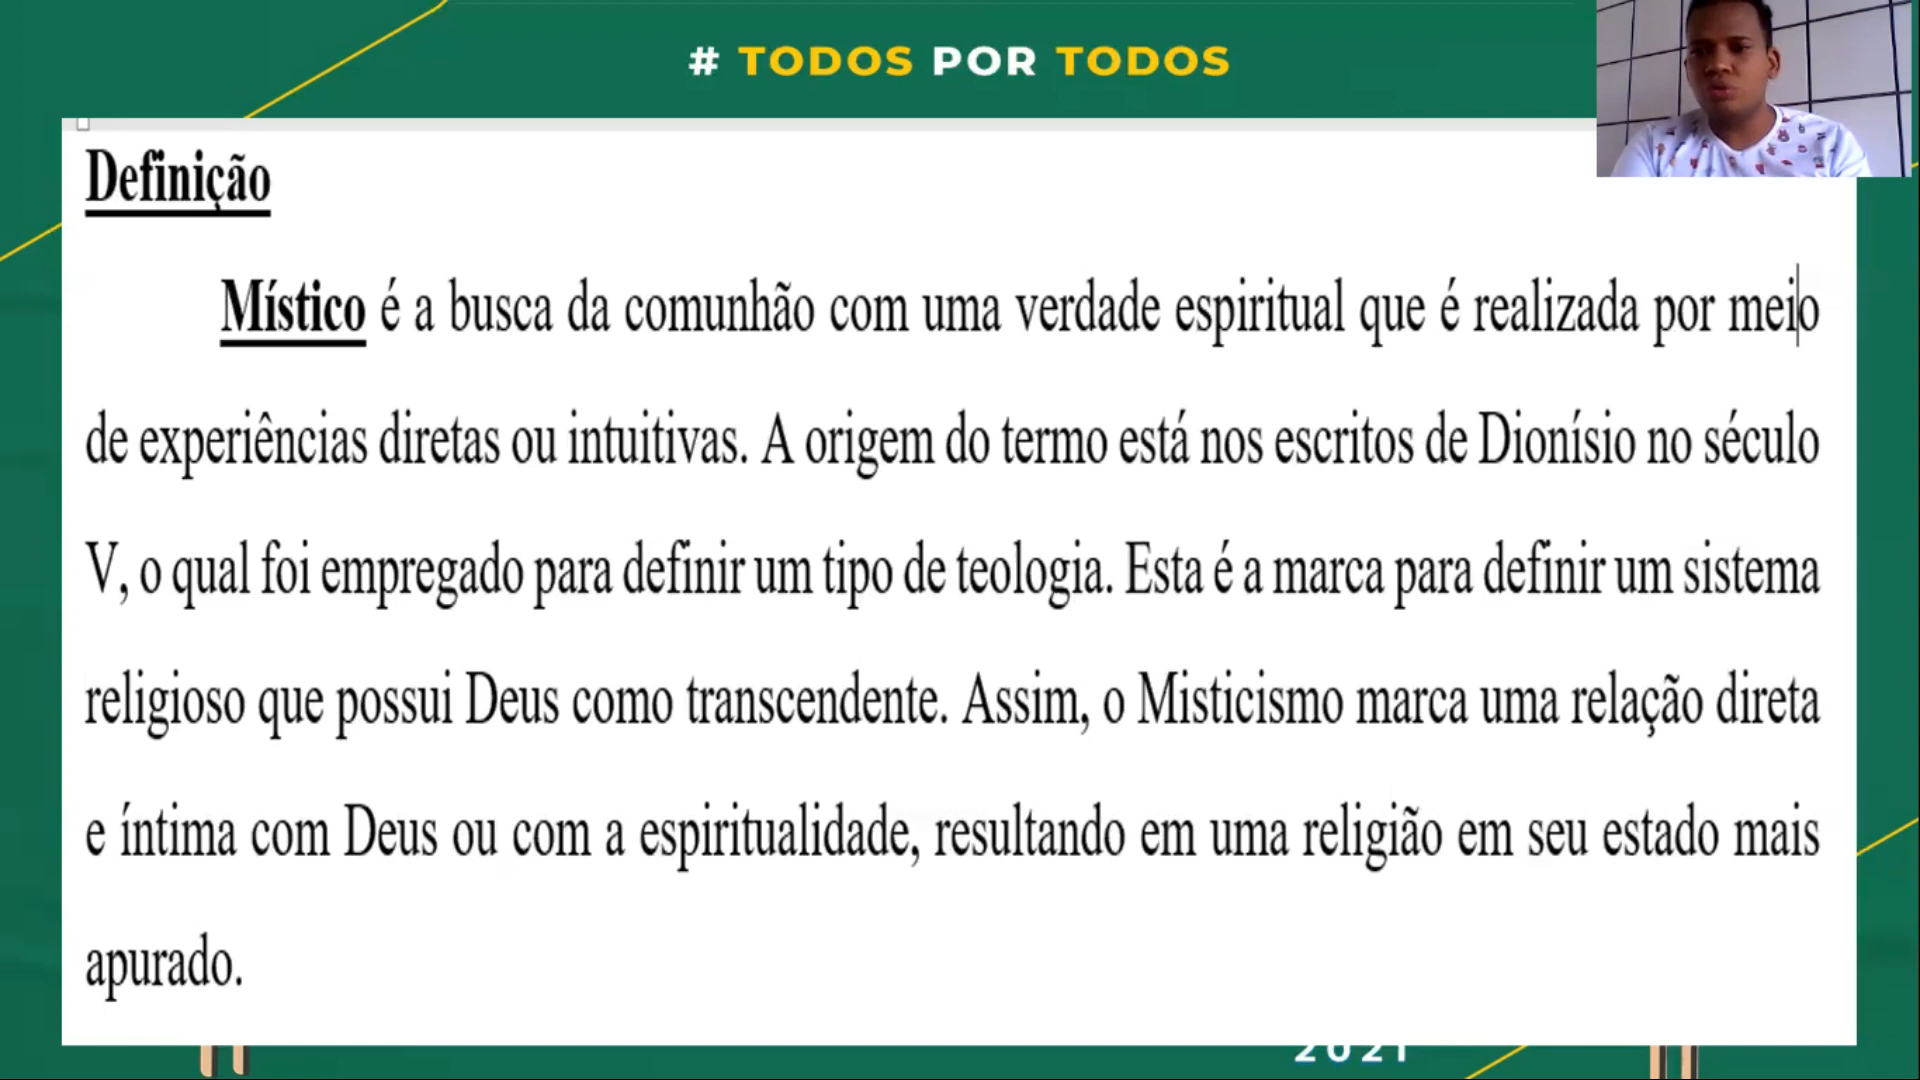 # TODOS POR TODOS
Definição
Místico é a busca da comunhão com uma verdade espiritual que é realizada por meio
de experiências diretas ou intuitivas. A origem do termo está nos escritos de Dionísio no século
V, o qual foi empregado para definir um tipo de teologia. Esta é a marca para definir um sistema
religioso que possui Deus como transcendente. Assim, o Misticismo marca uma relação direta
e íntima com Deus ou com a espiritualidade, resultando em uma religião em seu estado mais
apurado.
2021